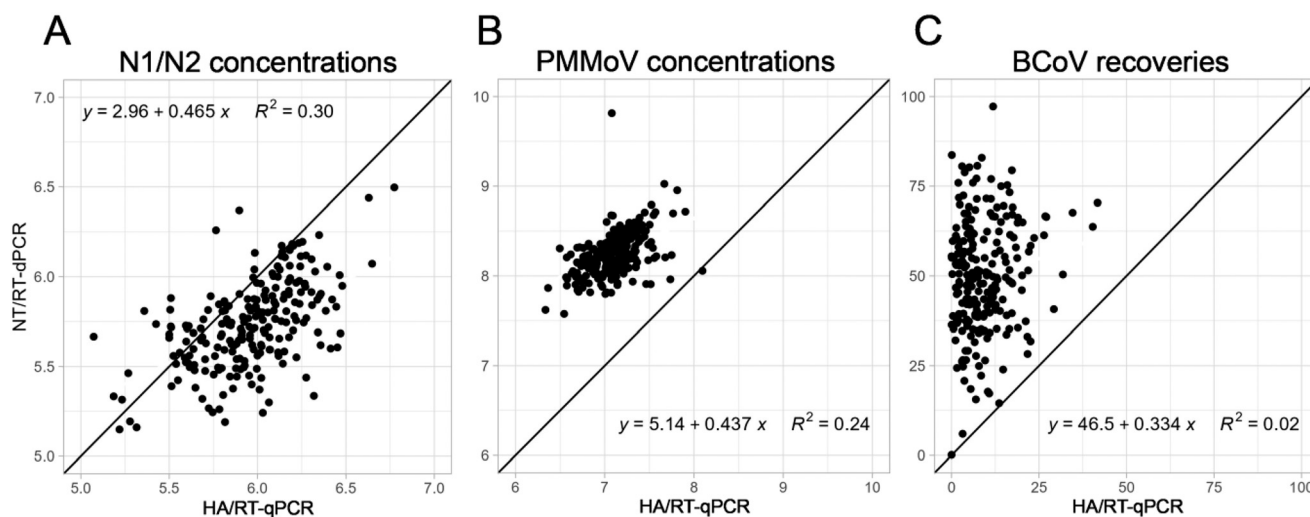 A
N1/N2 concentrations
y = 2.96 + 0.465 x R² = 0.30
7.0
6.5
6.0
5.5
5.0
NT/RT-dPCR
5.0 5.5 6.0 6.5 7.0
HA/RT-qPCR
B
PMMoV concentrations
10
9
8
7
6
y = 5.14 + 0.437 x R² = 0.24
6 7 8 9 10
HA/RT-qPCR
C
BCoV recoveries
100
75
50
25
0
y = 46.5 + 0.334 x R² = 0.02
0 25 50 75 100
HA/RT-qPCR